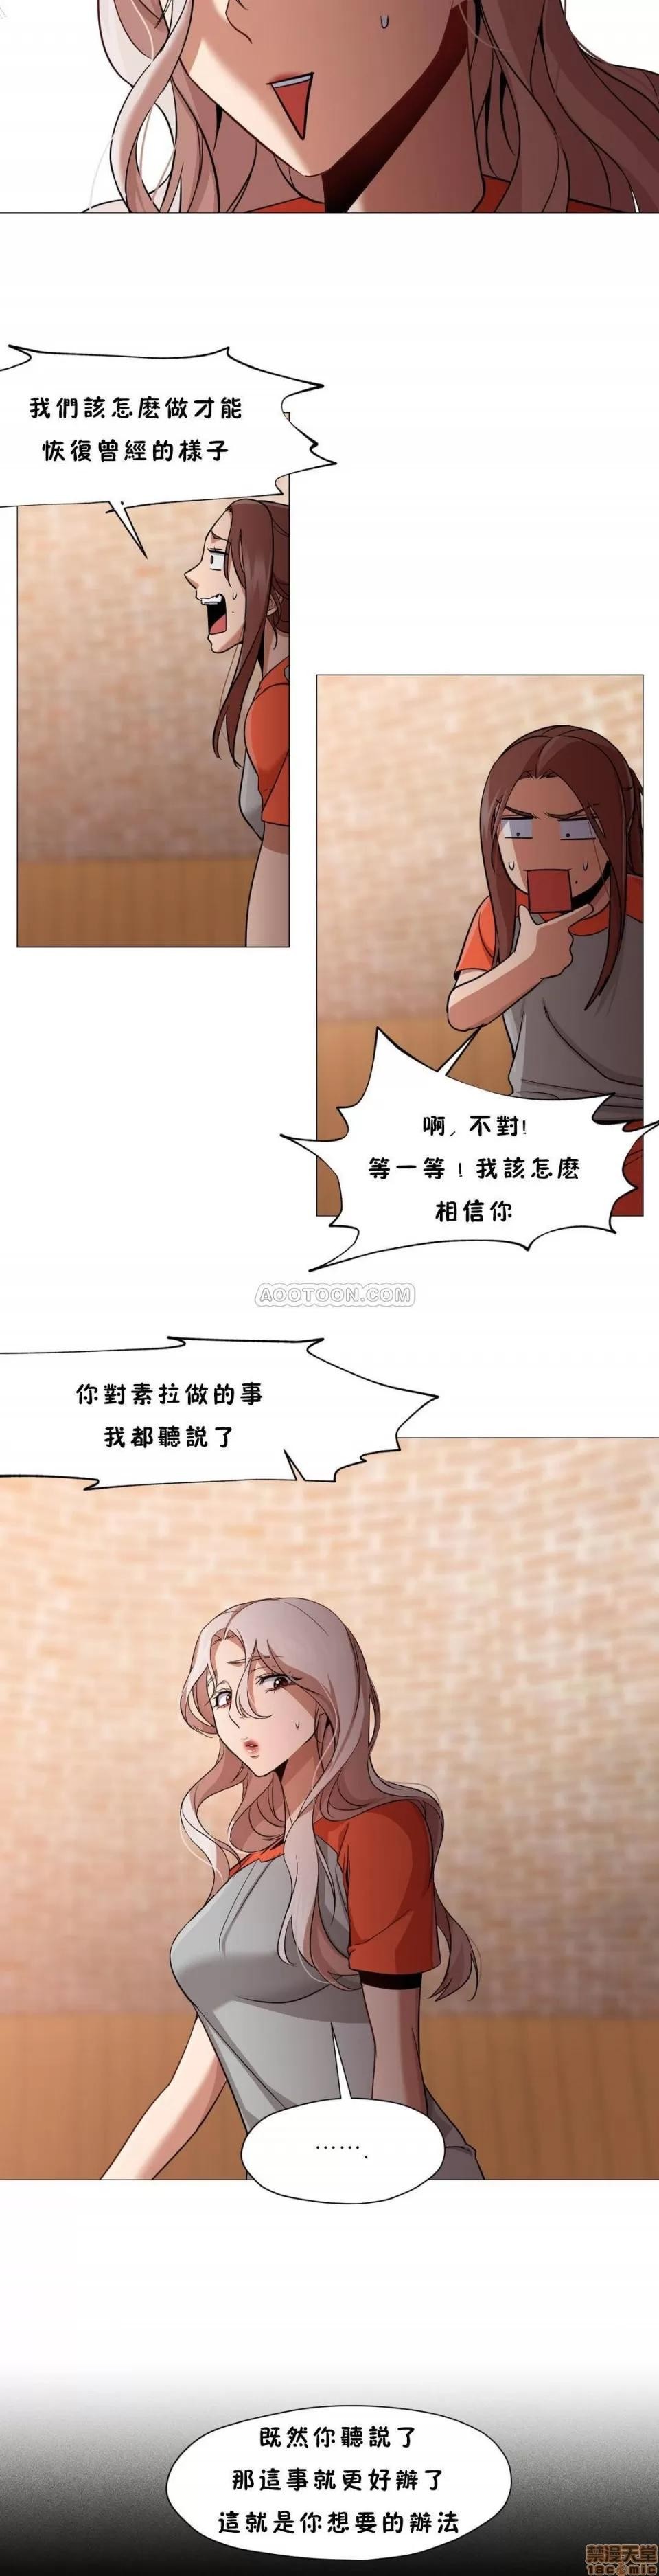 我們該怎麽做才能
恢復曾經的樣子
啊, 不對!
等一等！我該怎麽
相信你
AOOTOON.COM
你對素拉做的事
我都聽說了
…….
既然你聽說了
那這事就更好辦了
這就是你想要的辦法
禁漫天堂
18COMIC